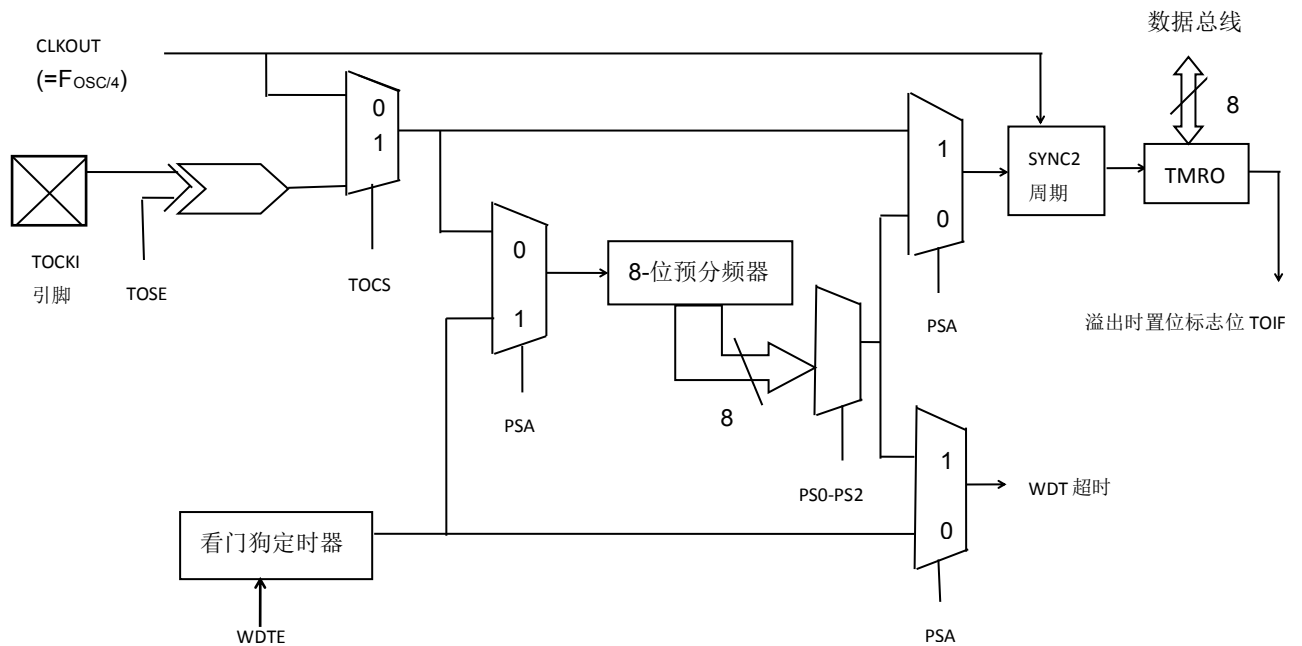 数据总线
CLKOUT
(=FOSC/4)
0
1
8
1
0
SYNC2
周期
TMRO
TOCKI
引脚
TOSE
TOCS
0
1
8-位预分频器
PSA
PSA
溢出时置位标志位 TOIF
8
PS0-PS2
1
0
WDT 超时
看门狗定时器
WDTE
PSA